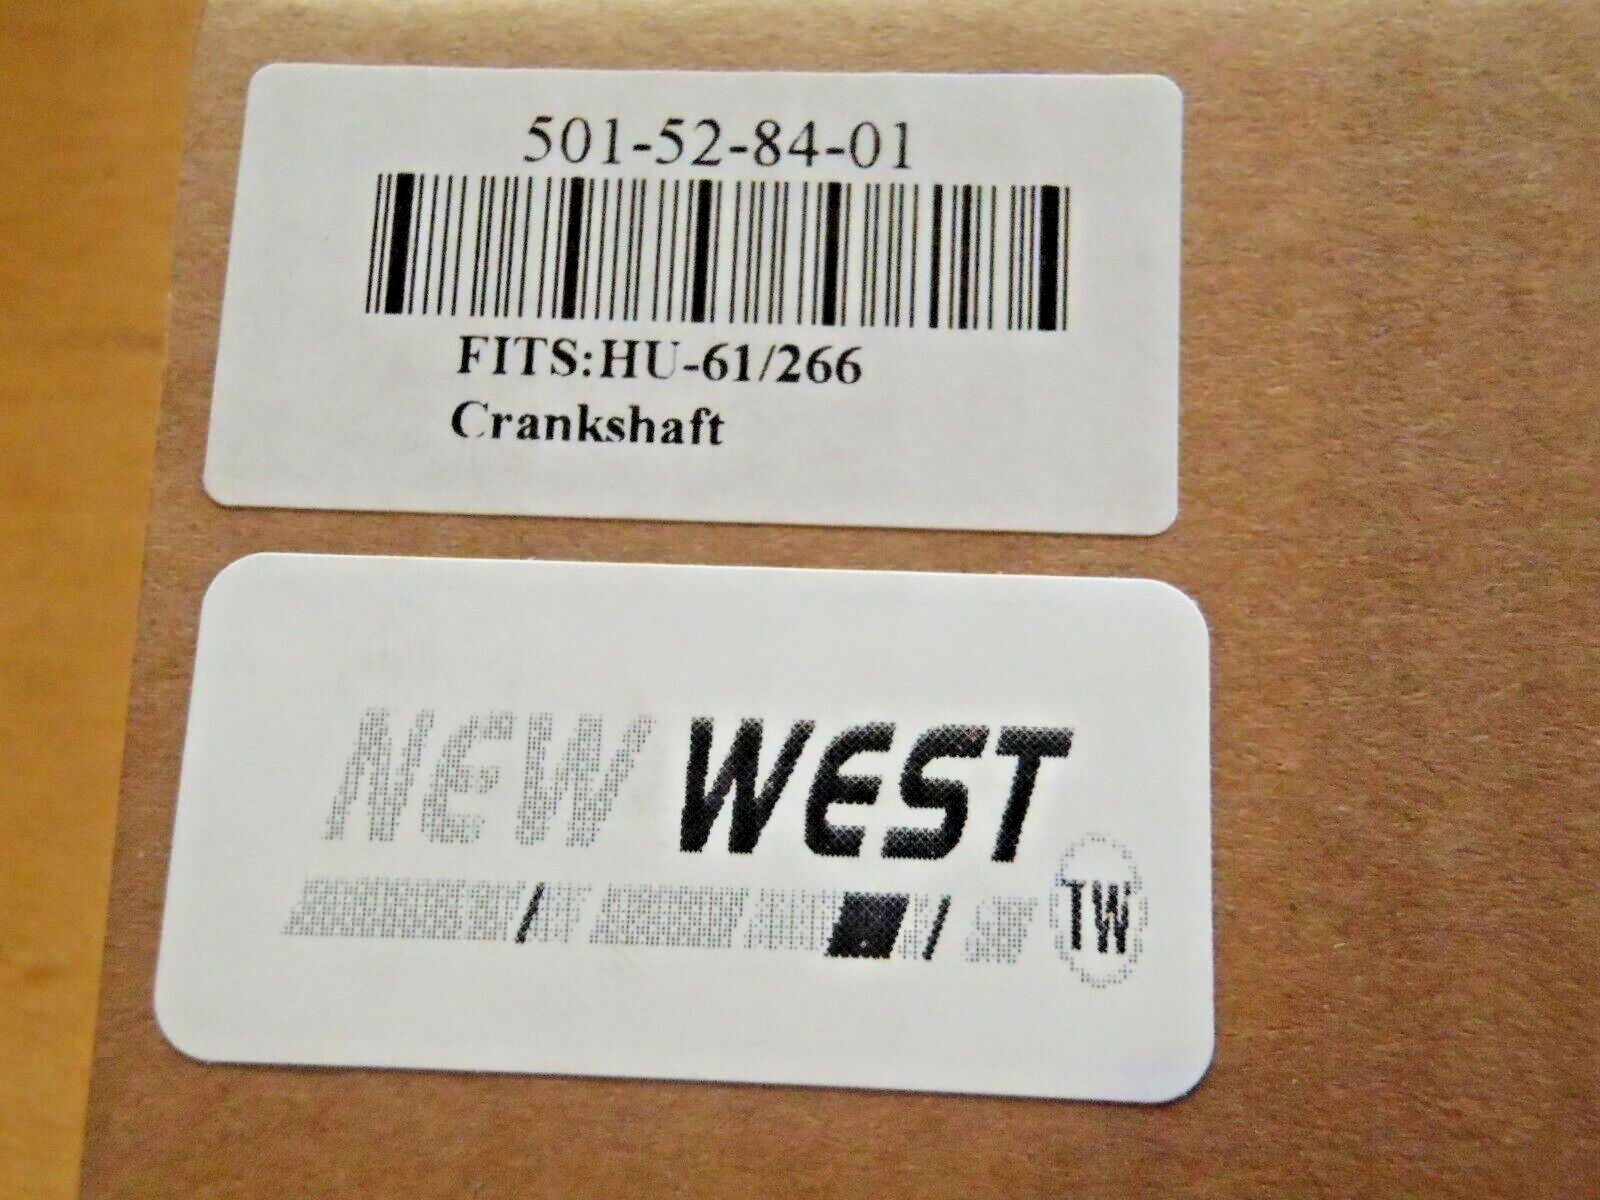 501-52-84-01
FITS:HU-61/266
Crankshaft
NEW WEST
TW